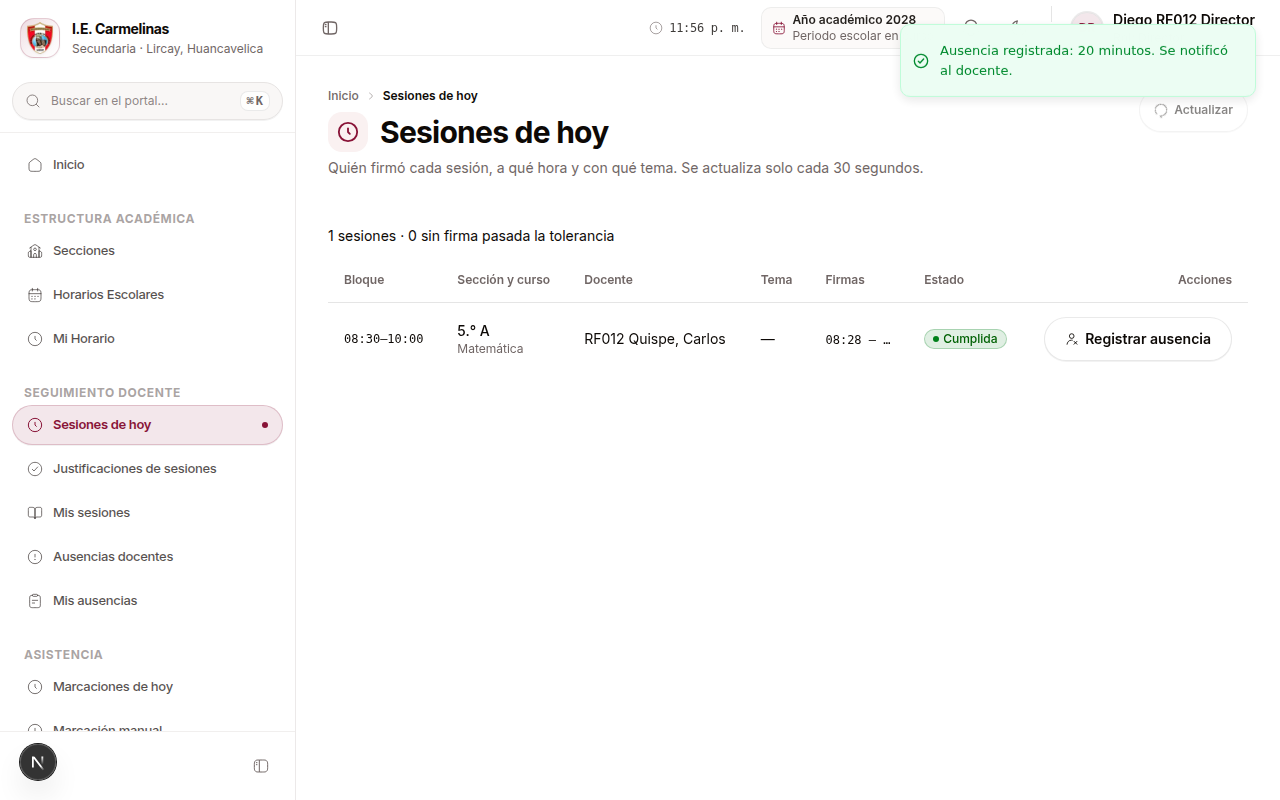 I.E. Carmelinas
Secundaria · Lircay, Huancavelica
Buscar en el portal...
⌘K
Inicio
ESTRUCTURA ACADÉMICA
Secciones
Horarios Escolares
Mi Horario
SEGUIMIENTO DOCENTE
Sesiones de hoy
Justificaciones de sesiones
Mis sesiones
Ausencias docentes
Mis ausencias
ASISTENCIA
Marcaciones de hoy
Marcación manual
N
11:56 p. m.
Año académico 2028
Periodo escolar en
Diego RF012 Director
Ausencia registrada: 20 minutos. Se notificó
al docente.
Inicio > Sesiones de hoy
Actualizar
Sesiones de hoy
Quién firmó cada sesión, a qué hora y con qué tema. Se actualiza solo cada 30 segundos.
1 sesiones · 0 sin firma pasada la tolerancia
Bloque Sección y curso Docente Tema Firmas Estado Acciones
08:30–10:00 5.° A Matemática RF012 Quispe, Carlos — 08:28 – … Cumplida Registrar ausencia